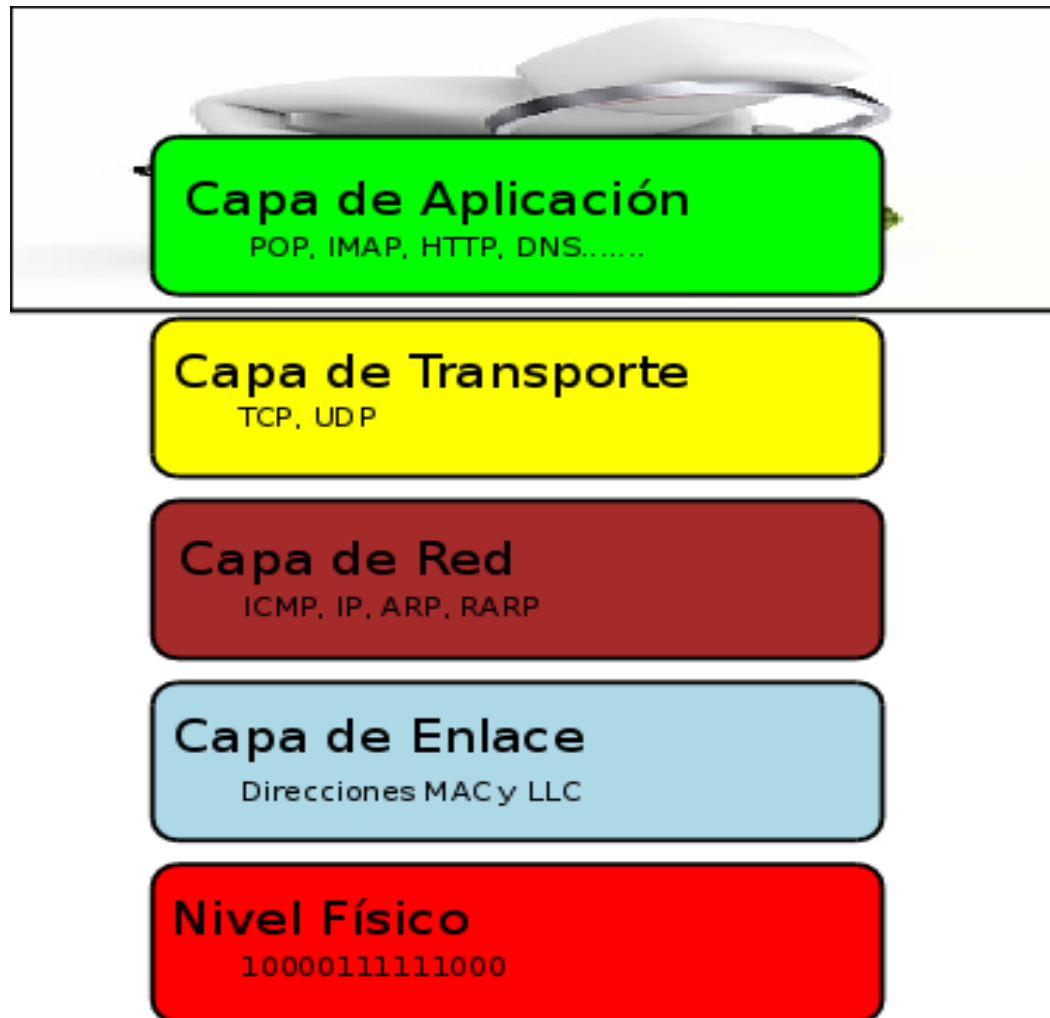 Capa de Aplicación
POP, IMAP, HTTP, DNS.......
Capa de Transporte
TCP, UDP
Capa de Red
ICMP, IP, ARP, RARP
Capa de Enlace
Direcciones MAC y LLC
Nivel Físico
10000111111000